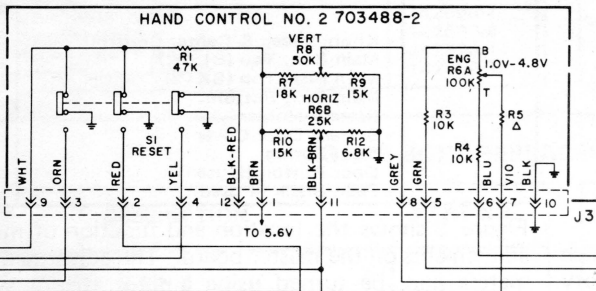 HAND CONTROL NO. 2 703488-2
R1
47K
VERT
R8
50K
R7
18K
R9
15K
HORIZ
R6B
25K
R10
15K
R12
6.8K
ENG
R6A
100K
B
1.0V-4.8V
T
R3
10K
R5
Δ
R4
10K
S1
RESET
WHT
ORN
RED
YEL
BLK-RED
BRN
BLK-BRN
GREY
GRN
BLU
VIO
BLK
9
3
2
4
12
1
11
8
5
6
7
10
J3
TO 5.6V